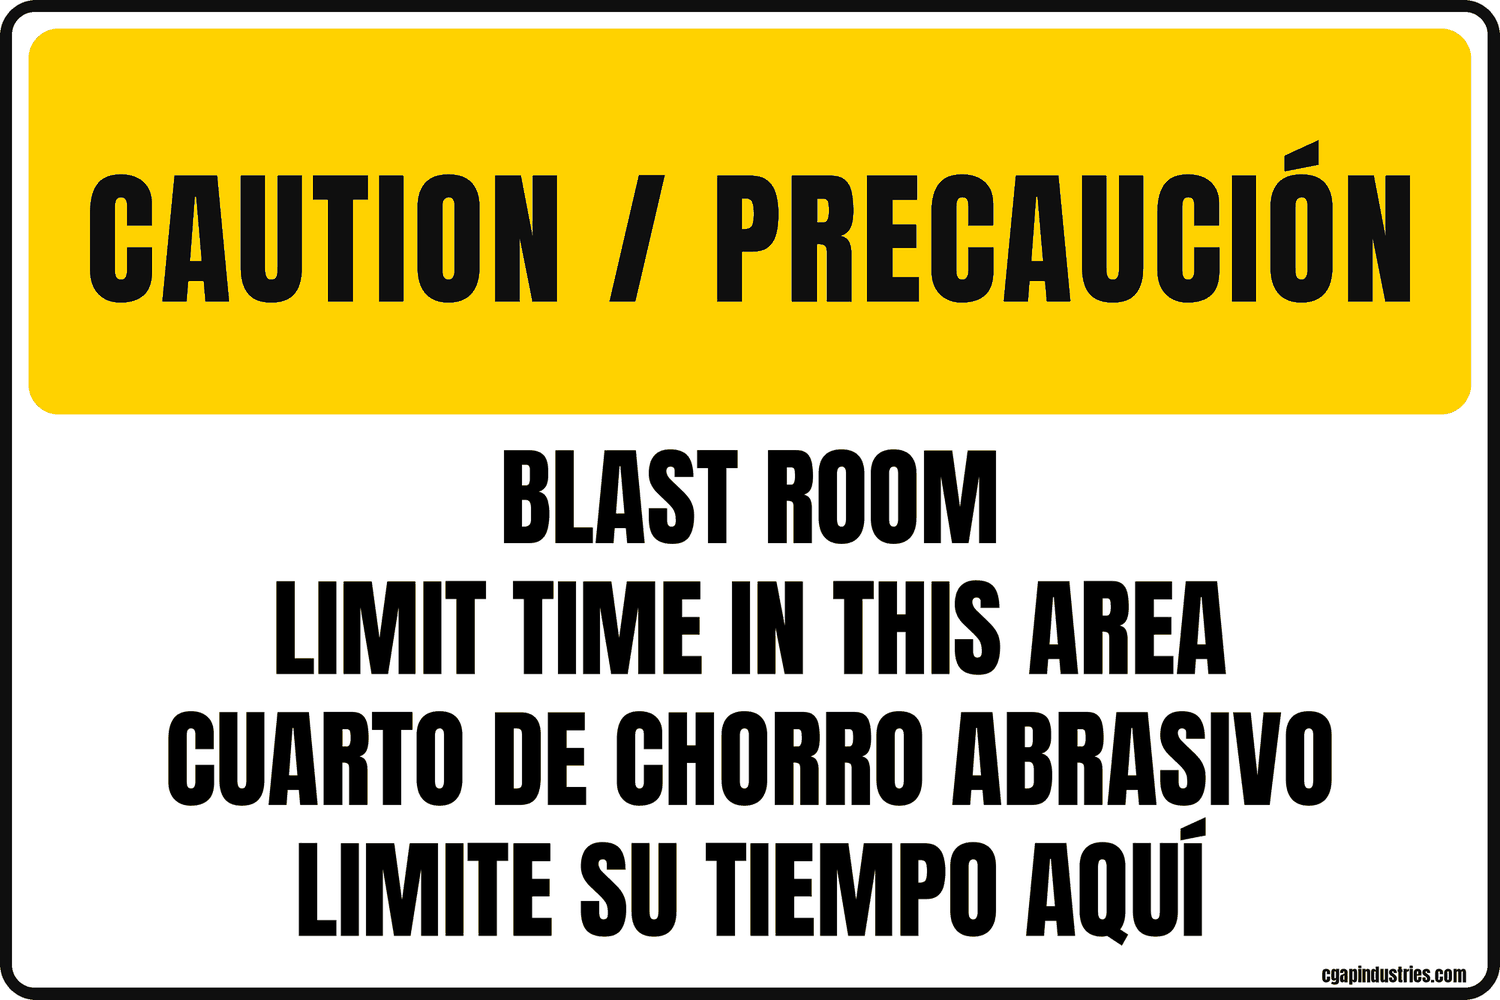 CAUTION / PRECAUCIÓN
BLAST ROOM
LIMIT TIME IN THIS AREA
CUARTO DE CHORRO ABRASIVO
LIMITE SU TIEMPO AQUÍ
cgapindustries.com